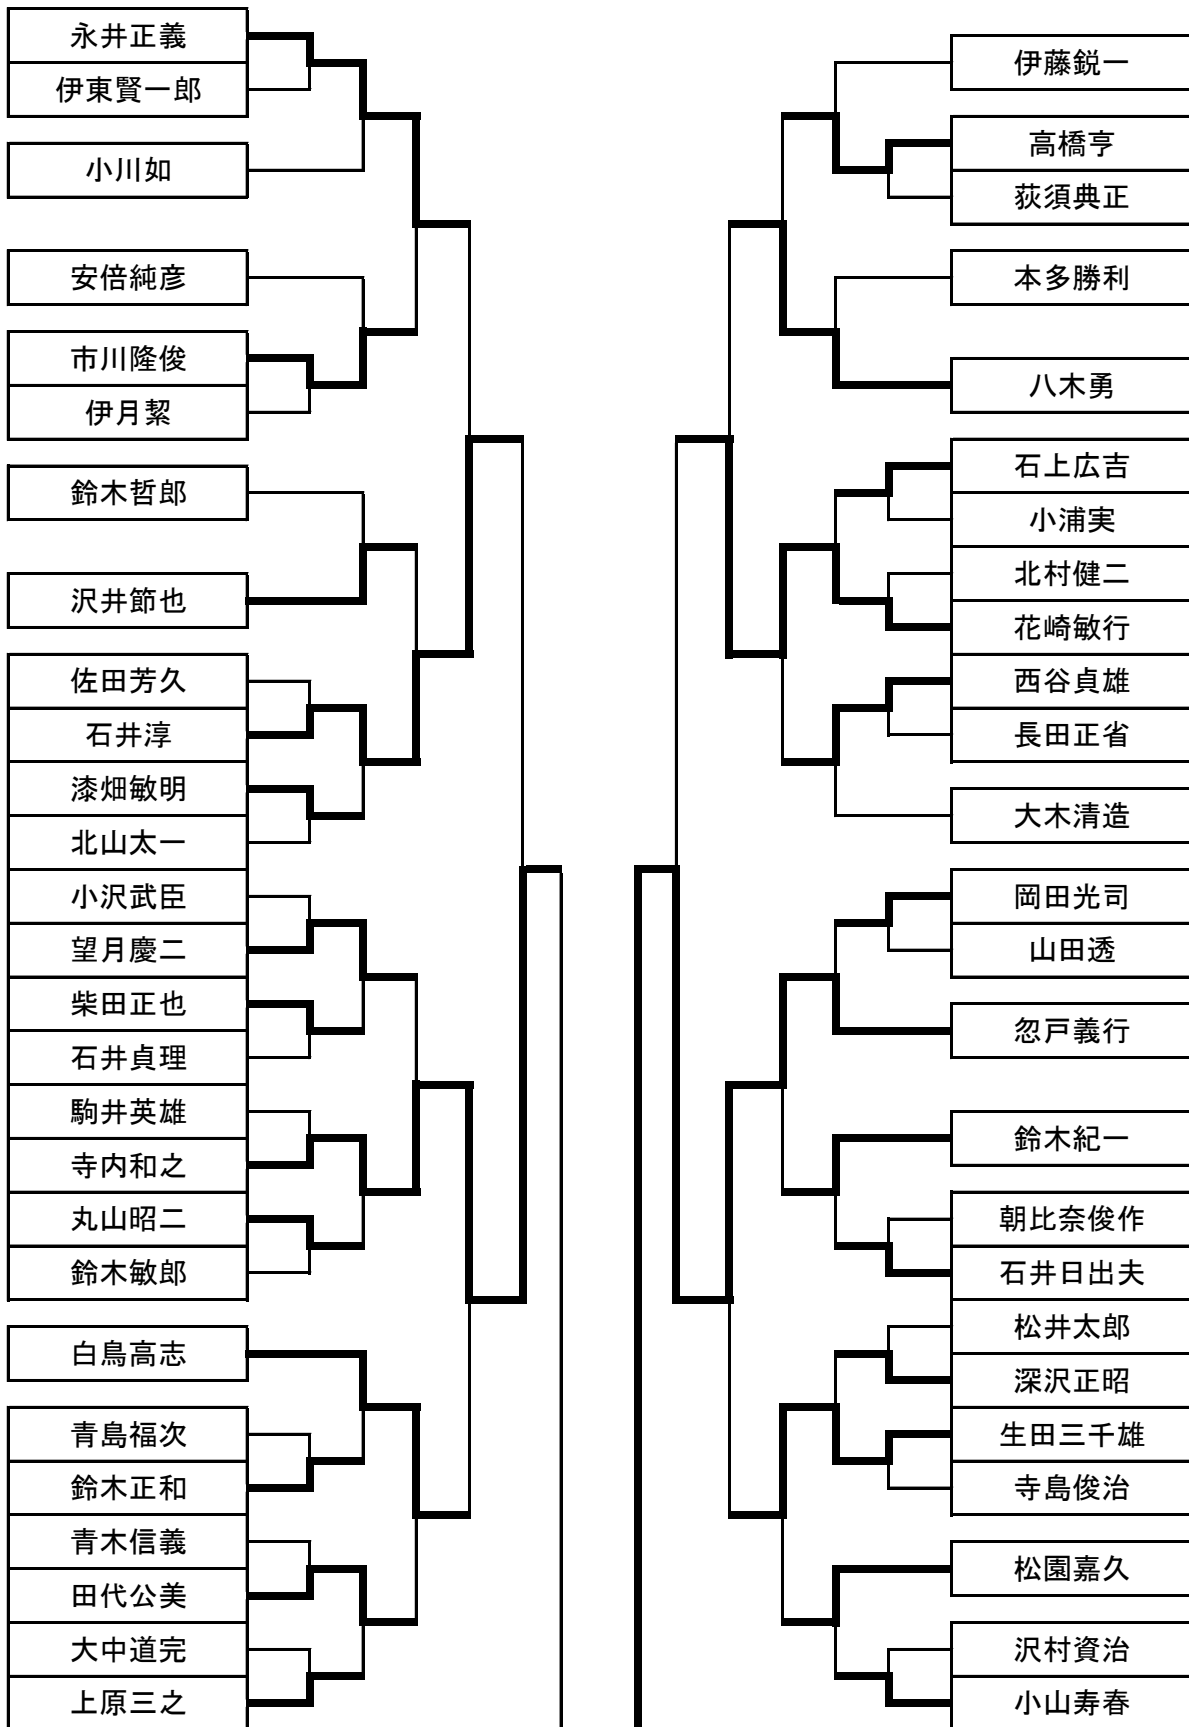 永井正義
伊東賢一郎
小川如
安倍純彦
市川隆俊
伊月絜
鈴木哲郎
沢井節也
佐田芳久
石井淳
漆畑敏明
北山太一
小沢武臣
望月慶二
柴田正也
石井貞理
駒井英雄
寺内和之
丸山昭二
鈴木敏郎
白鳥高志
青島福次
鈴木正和
青木信義
田代公美
大中道完
上原三之
伊藤鋭一
高橋亨
荻須典正
本多勝利
八木勇
石上広吉
小浦実
北村健二
花崎敏行
西谷貞雄
長田正省
大木清造
岡田光司
山田透
忽戸義行
鈴木紀一
朝比奈俊作
石井日出夫
松井太郎
深沢正昭
生田三千雄
寺島俊治
松園嘉久
沢村資治
小山寿春